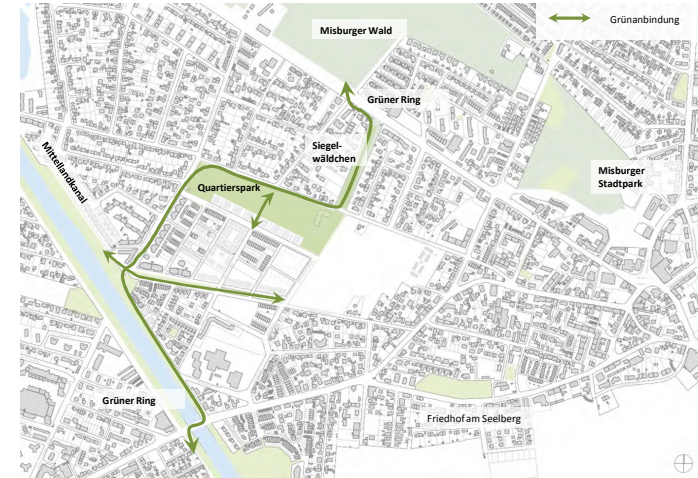 Grünanbindung
Misburger Wald
Grüner Ring
Siegel-
wäldchen
Mittellandkanal
Misburger
Stadtpark
Quartierspark
Grüner Ring
Friedhof am Seelberg